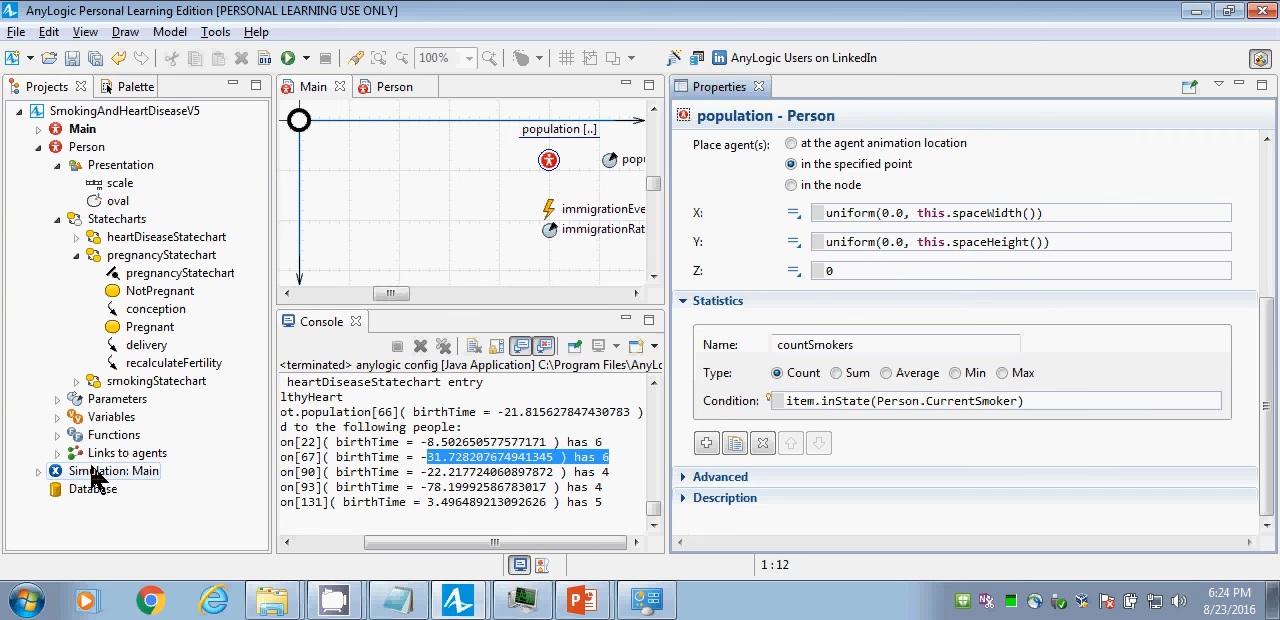 AnyLogic Personal Learning Edition [PERSONAL LEARNING USE ONLY]
File Edit View Draw Model Tools Help
100% AnyLogic Users on LinkedIn
Projects Palette
SmokingAndHeartDiseaseV5
Main
Person
Presentation
scale
oval
Statecharts
heartDiseaseStatechart
pregnancyStatechart
pregnancyStatechart
NotPregnant
conception
Pregnant
delivery
recalculateFertility
smokingStatechart
Parameters
Variables
Functions
Links to agents
Simulation: Main
Database
Main Person
population [..]
popu
immigrationEve
immigrationRat
Console
<terminated> anylogic config [Java Application] C:\Program Files\AnyLo
heartDiseaseStatechart entry
lthyHeart
ot.population[66]( birthTime = -21.815627847430783 )
d to the following people:
on[22]( birthTime = -8.502650577577171 ) has 6
on[67]( birthTime = -31.728207674941345 ) has 6
on[90]( birthTime = -22.217724060897872 ) has 4
on[93]( birthTime = -78.19992586783017 ) has 4
on[131]( birthTime = 3.496489213092626 ) has 5
Properties
population - Person
Place agent(s): at the agent animation location
in the specified point
in the node
X: uniform(0.0, this.spaceWidth())
Y: uniform(0.0, this.spaceHeight())
Z: 0
Statistics
Name: countSmokers
Type: Count Sum Average Min Max
Condition: item.inState(Person.CurrentSmoker)
Advanced
Description
1 : 12
6:24 PM
8/23/2016